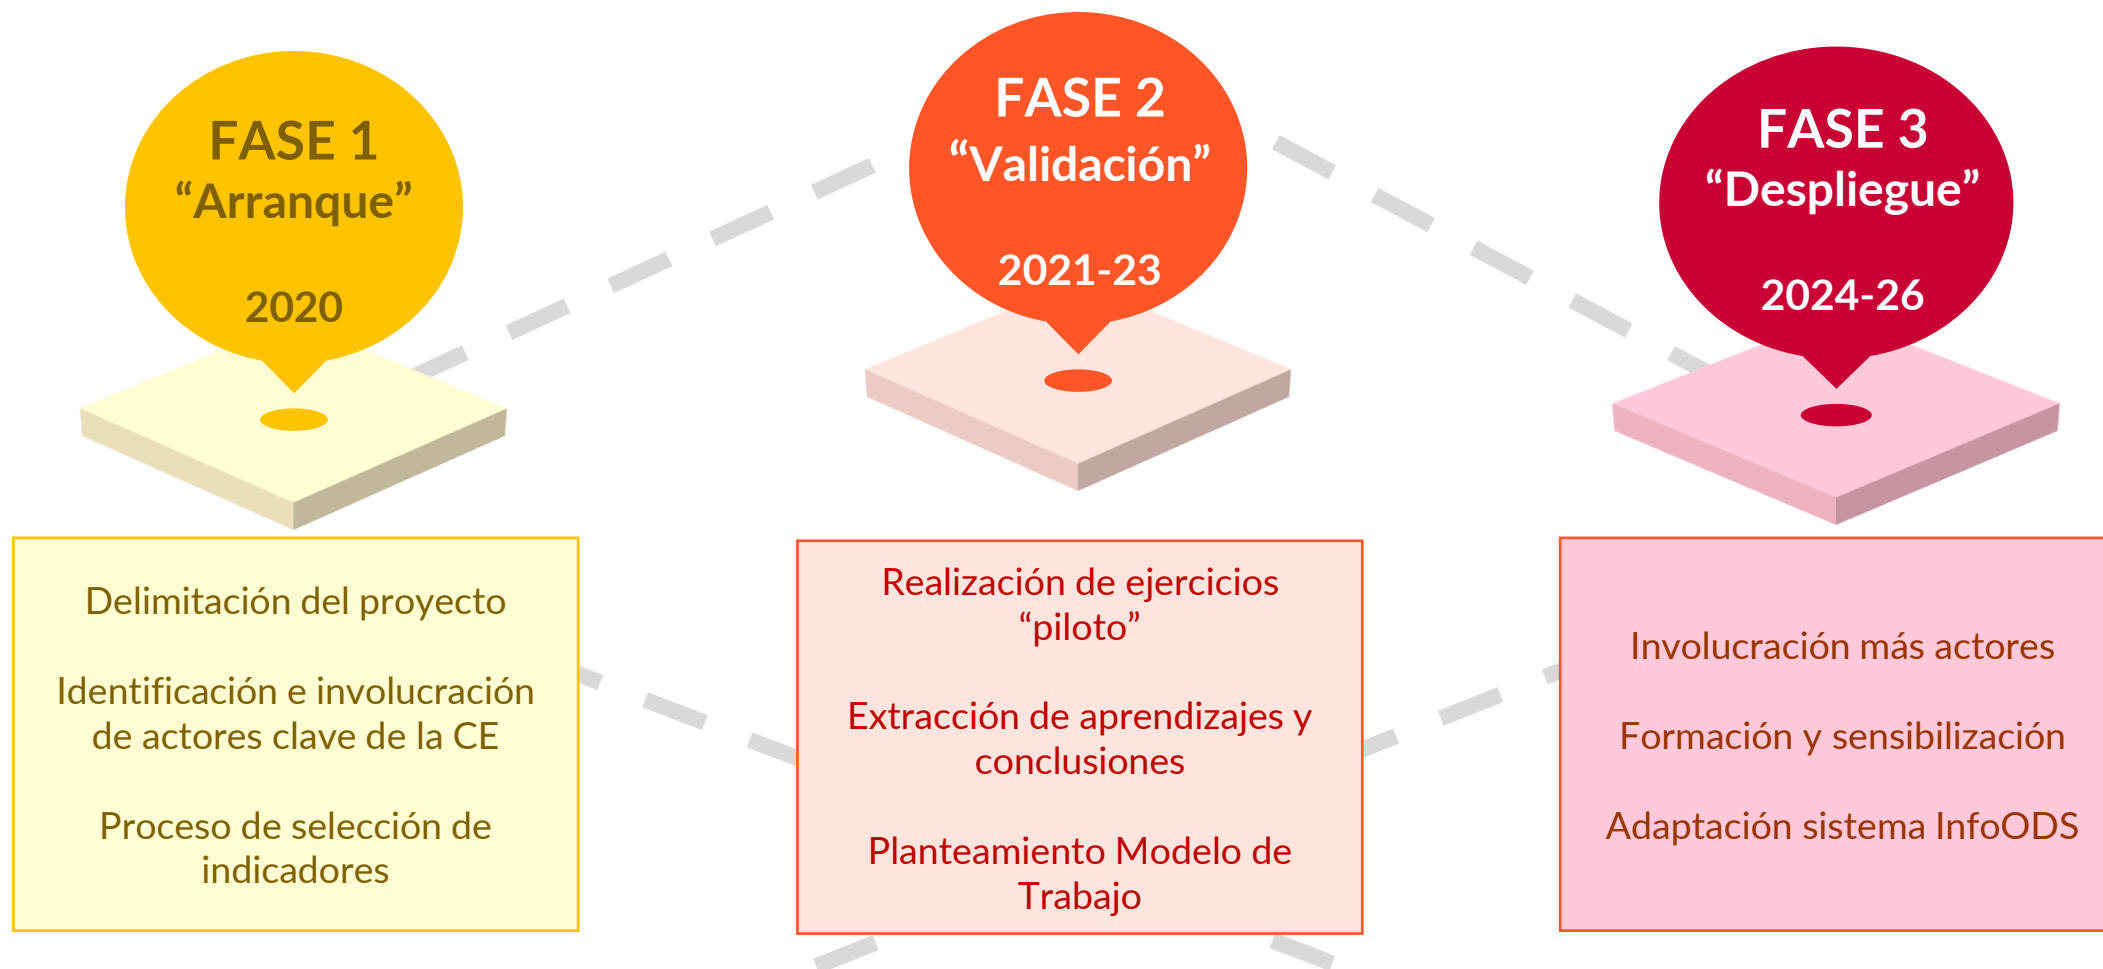 FASE 1
“Arranque”
2020
FASE 2
“Validación”
2021-23
FASE 3
“Despliegue”
2024-26
Delimitación del proyecto
Identificación e involucración
de actores clave de la CE
Proceso de selección de
indicadores
Realización de ejercicios
“piloto”
Extracción de aprendizajes y
conclusiones
Planteamiento Modelo de
Trabajo
Involucración más actores
Formación y sensibilización
Adaptación sistema InfoODS